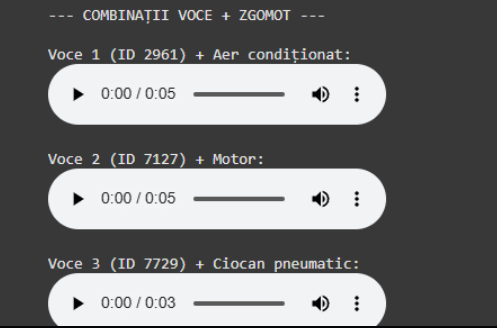 --- COMBINAȚII VOCE + ZGOMOT ---
Voce 1 (ID 2961) + Aer condiționat:
0:00 / 0:05
Voce 2 (ID 7127) + Motor:
0:00 / 0:05
Voce 3 (ID 7729) + Ciocan pneumatic:
0:00 / 0:03